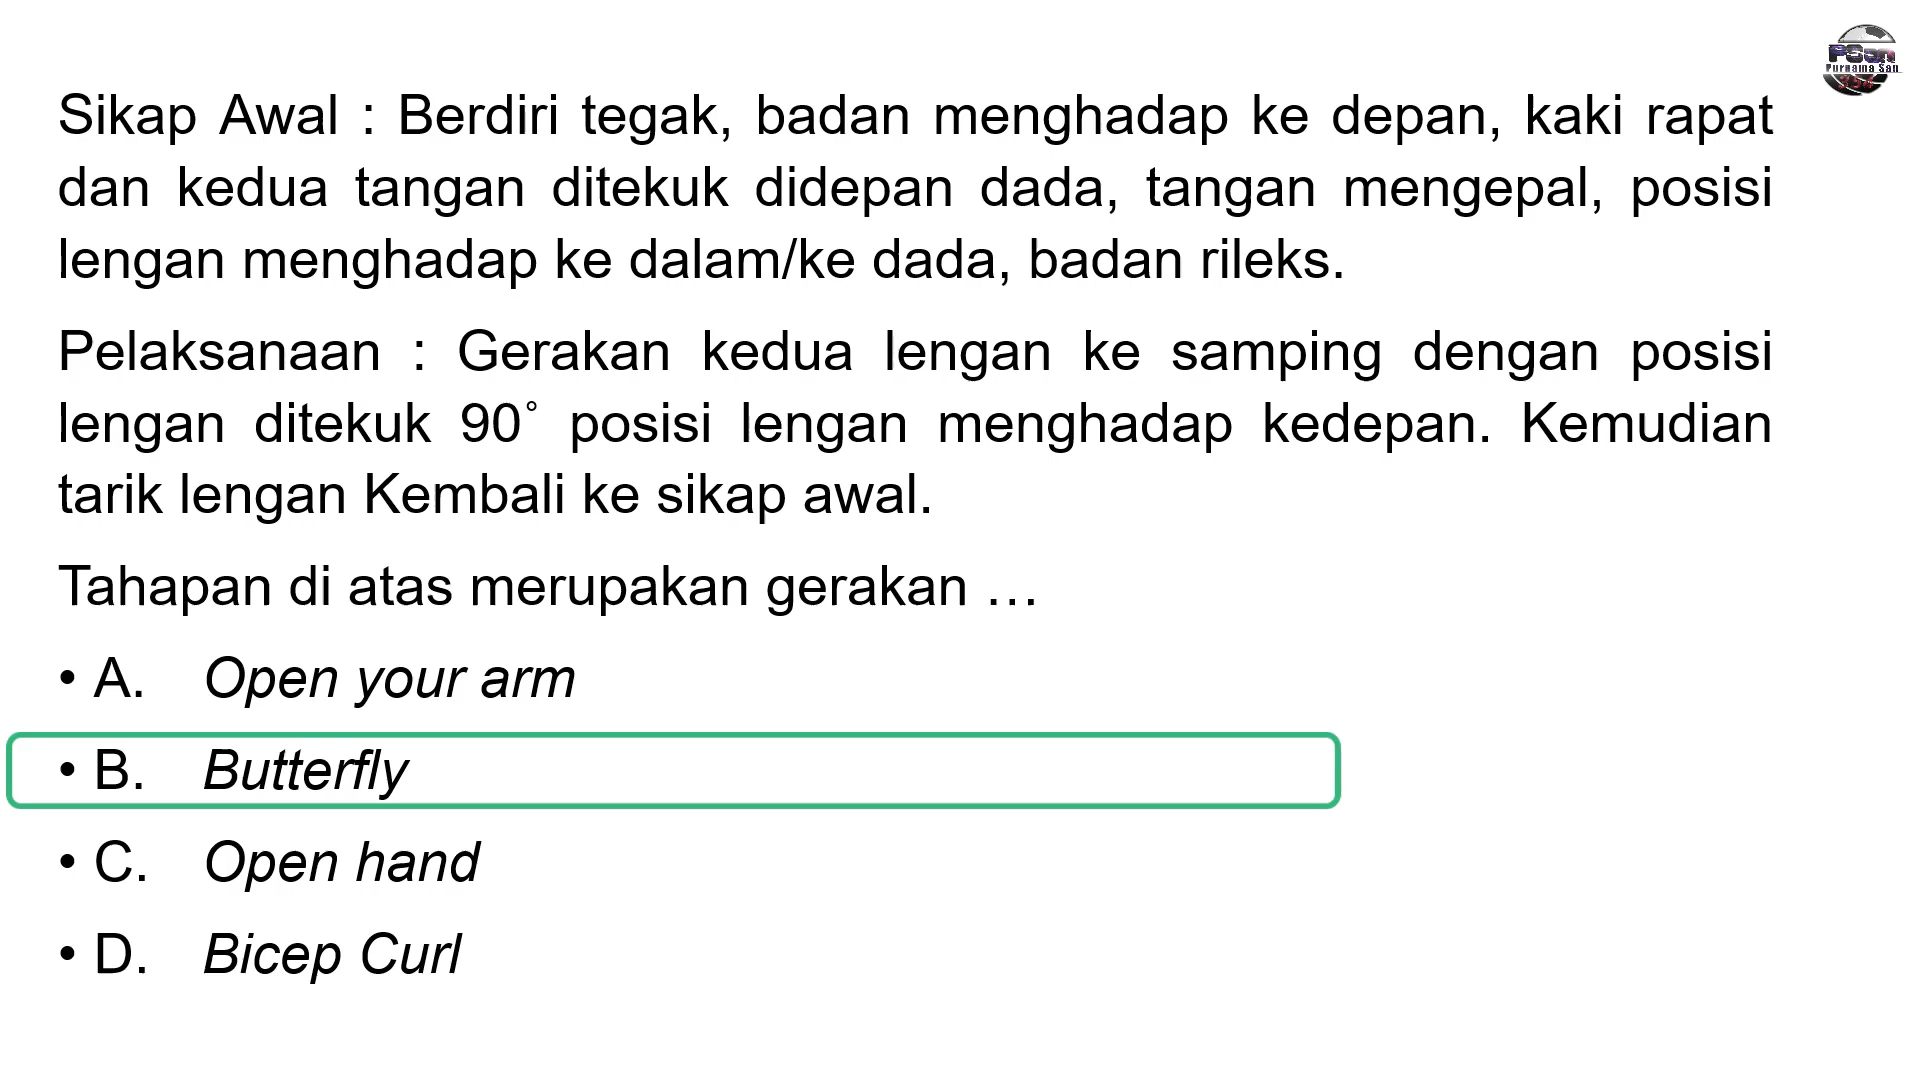 PSan
Purnama San
354
Sikap Awal : Berdiri tegak, badan menghadap ke depan, kaki rapat
dan kedua tangan ditekuk didepan dada, tangan mengepal, posisi
lengan menghadap ke dalam/ke dada, badan rileks.
Pelaksanaan : Gerakan kedua lengan ke samping dengan posisi
lengan ditekuk 90˚ posisi lengan menghadap kedepan. Kemudian
tarik lengan Kembali ke sikap awal.
Tahapan di atas merupakan gerakan …
• A. Open your arm
• B. Butterfly
• C. Open hand
• D. Bicep Curl